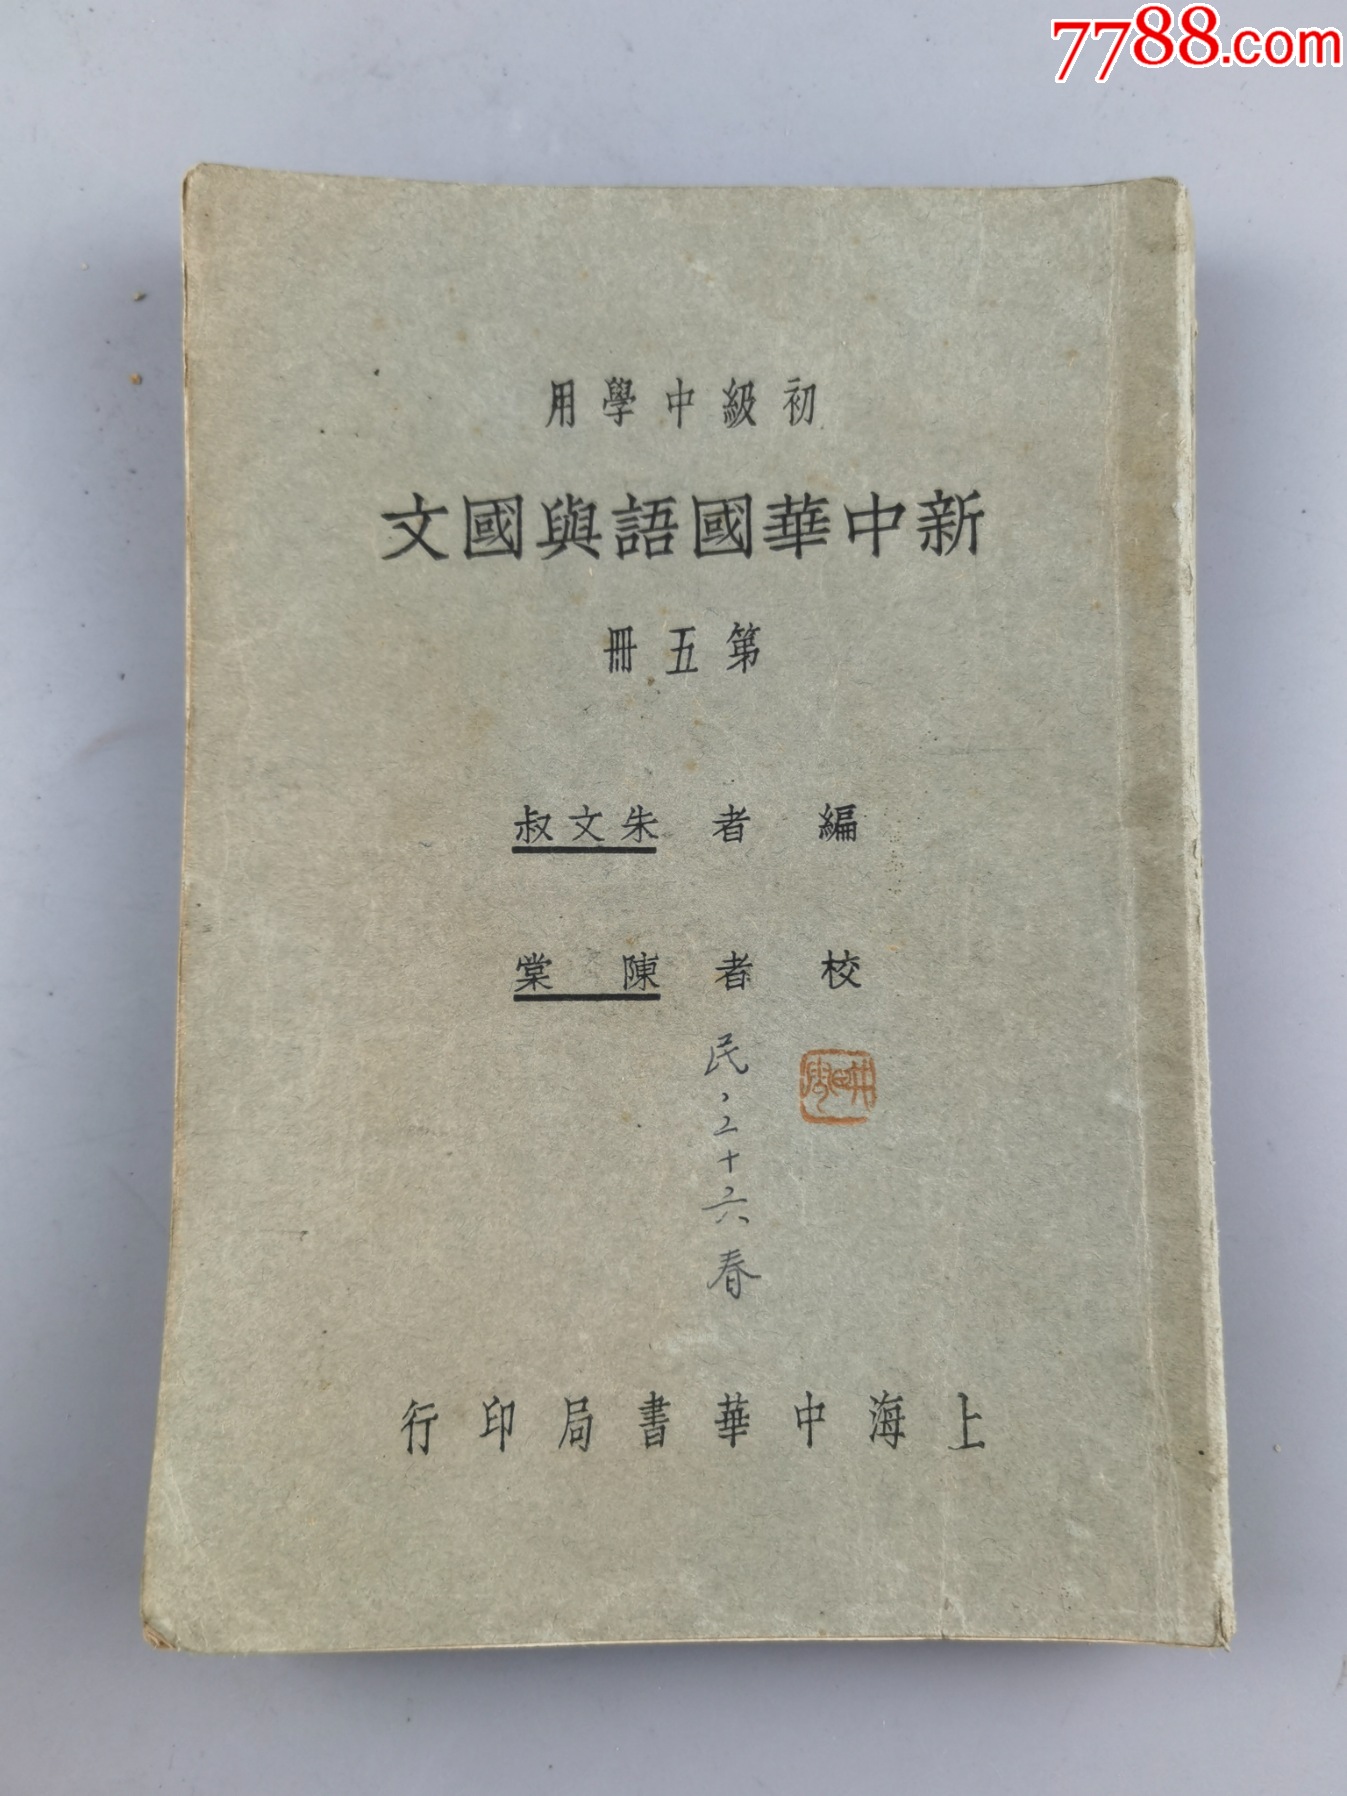 7788.com
初級中學用
新中華國語與國文
第五冊
編者 朱文叔
校者 陳棠
民、二十六春
上海中華書局印行